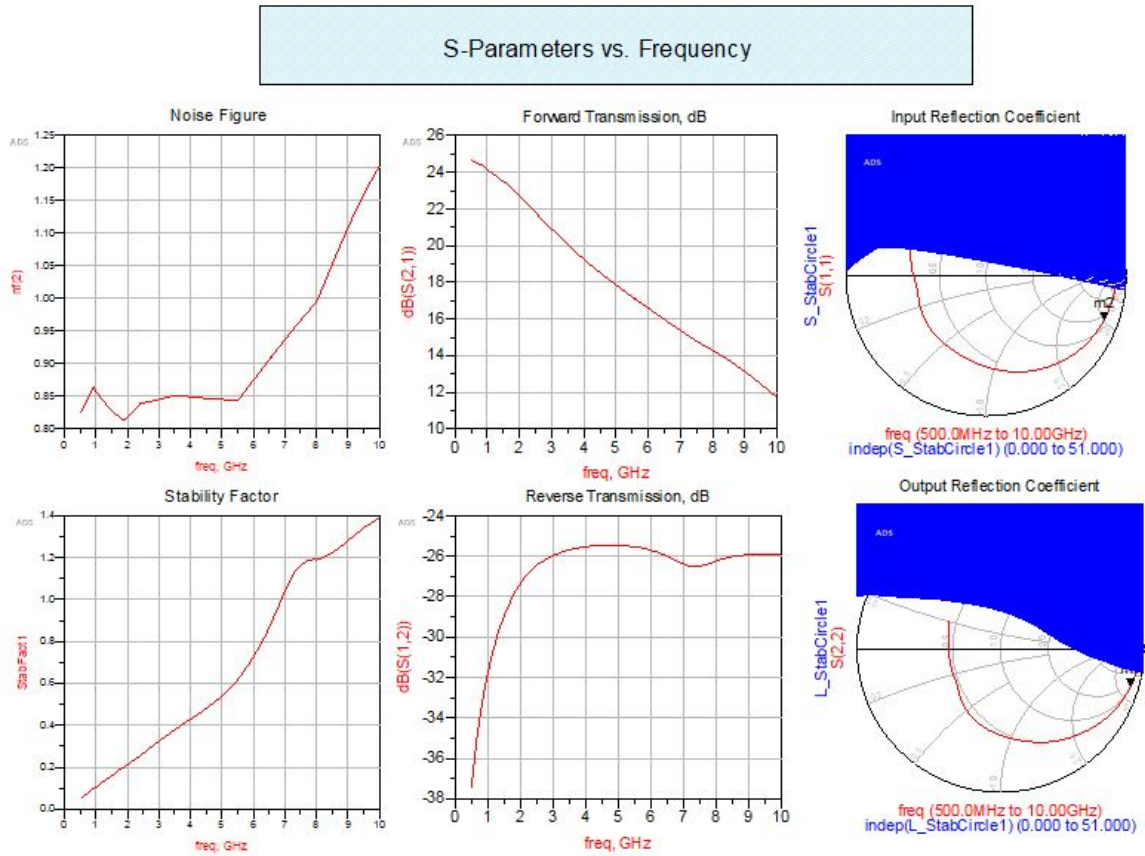 S-Parameters vs. Frequency
Noise Figure
ADS
1.25
1.20
1.15
1.10
1.05
1.00
0.95
0.90
0.85
0.80
nf(2)
0 1 2 3 4 5 6 7 8 9 10
freq, GHz
Forward Transmission, dB
ADS
26
24
22
20
18
16
14
12
10
dB(S(2,1))
0 1 2 3 4 5 6 7 8 9 10
freq, GHz
Input Reflection Coefficient
ADS
S_StabCircle1
S(1,1)
m2
freq (500.0MHz to 10.00GHz)
indep(S_StabCircle1) (0.000 to 51.000)
Stability Factor
ADS
1.4
1.2
1.0
0.8
0.6
0.4
0.2
0.0
StabFact1
0 1 2 3 4 5 6 7 8 9 10
freq, GHz
Reverse Transmission, dB
ADS
-24
-26
-28
-30
-32
-34
-36
-38
dB(S(1,2))
0 1 2 3 4 5 6 7 8 9 10
freq, GHz
Output Reflection Coefficient
ADS
L_StabCircle1
S(2,2)
freq (500.0MHz to 10.00GHz)
indep(L_StabCircle1) (0.000 to 51.000)